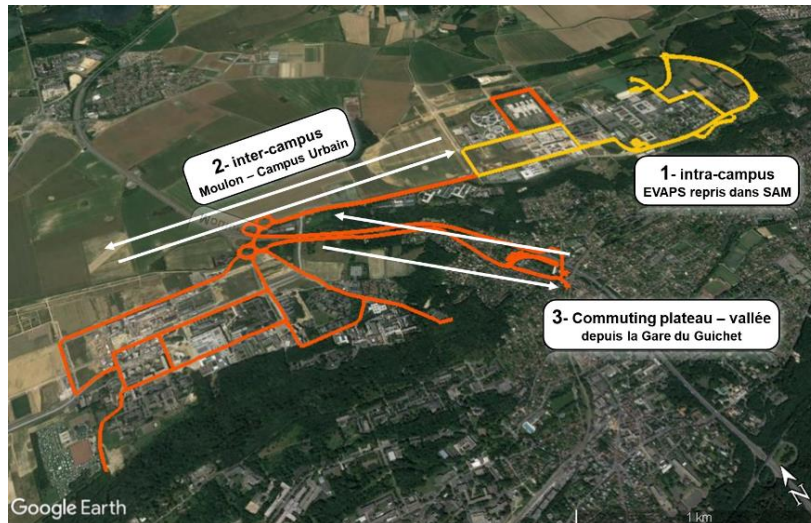 2- inter-campus
Moulon – Campus Urbain
1- intra-campus
EVAPS repris dans SAM
3- Commuting plateau – vallée
depuis la Gare du Guichet
Google Earth
1 km
N